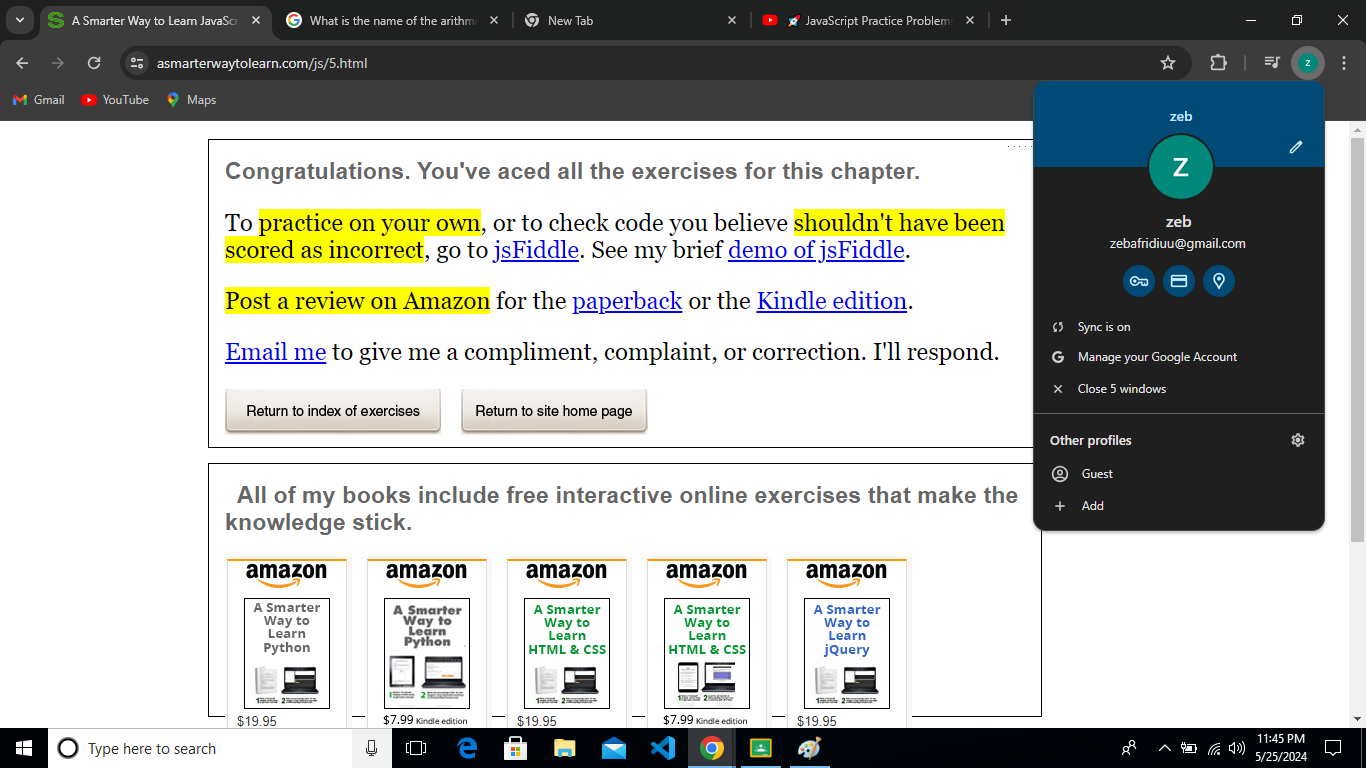 A Smarter Way to Learn JavaScr
What is the name of the arithm
New Tab
🚀 JavaScript Practice Problem
asmarterwaytolearn.com/js/5.html
z
Gmail
YouTube
Maps
Congratulations. You've aced all the exercises for this chapter.
To practice on your own, or to check code you believe shouldn't have been
scored as incorrect, go to jsFiddle. See my brief demo of jsFiddle.
Post a review on Amazon for the paperback or the Kindle edition.
Email me to give me a compliment, complaint, or correction. I'll respond.
Return to index of exercises
Return to site home page
All of my books include free interactive online exercises that make the
knowledge stick.
amazon
A Smarter
Way to
Learn
Python
$19.95
amazon
A Smarter
Way to
Learn
Python
$7.99 Kindle edition
amazon
A Smarter
Way to
Learn
HTML & CSS
$19.95
amazon
A Smarter
Way to
Learn
HTML & CSS
$7.99 Kindle edition
amazon
A Smarter
Way to
Learn
jQuery
$19.95
zeb
Z
zeb
zebafridiuu@gmail.com
Sync is on
Manage your Google Account
Close 5 windows
Other profiles
Guest
Add
Type here to search
11:45 PM
5/25/2024